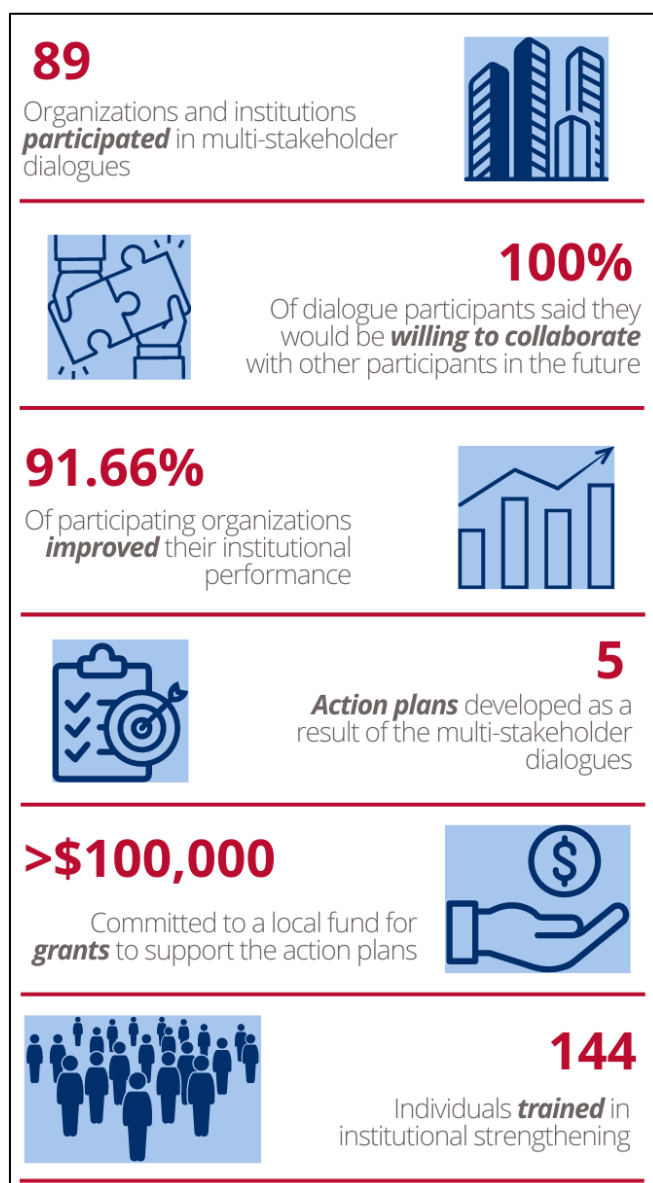 89
Organizations and institutions
participated in multi-stakeholder
dialogues
100%
Of dialogue participants said they
would be willing to collaborate
with other participants in the future
91.66%
Of participating organizations
improved their institutional
performance
5
Action plans developed as a
result of the multi-stakeholder
dialogues
>$100,000
Committed to a local fund for
grants to support the action plans
144
Individuals trained in
institutional strengthening